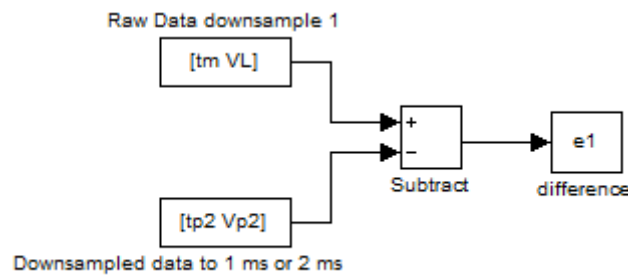 Raw Data downsample 1
[tm VL]
+
−
e1
Subtract
difference
[tp2 Vp2]
Downsampled data to 1 ms or 2 ms